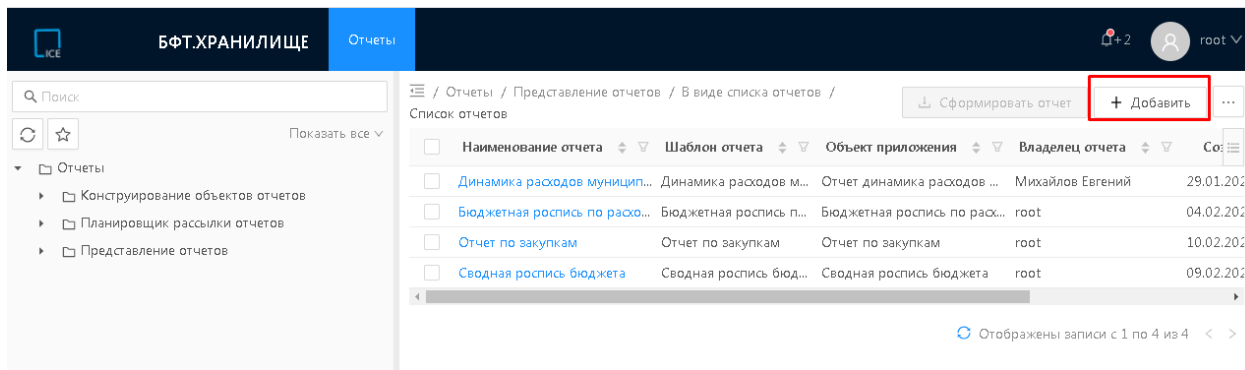 ICE БФТ.ХРАНИЛИЩЕ Отчеты +2 root
Поиск
Показать все
Отчеты
Конструирование объектов отчетов
Планировщик рассылки отчетов
Представление отчетов
/ Отчеты / Представление отчетов / В виде списка отчетов /
Список отчетов
Сформировать отчет + Добавить ...
Наименование отчета Шаблон отчета Объект приложения Владелец отчета Со
Динамика расходов муницип... Динамика расходов м... Отчет динамика расходов ... Михайлов Евгений 29.01.202
Бюджетная роспись по расхо... Бюджетная роспись п... Бюджетная роспись по расх... root 04.02.202
Отчет по закупкам Отчет по закупкам Отчет по закупкам root 10.02.202
Сводная роспись бюджета Сводная роспись бюд... Сводная роспись бюджета root 09.02.202
Отображены записи с 1 по 4 из 4 < >